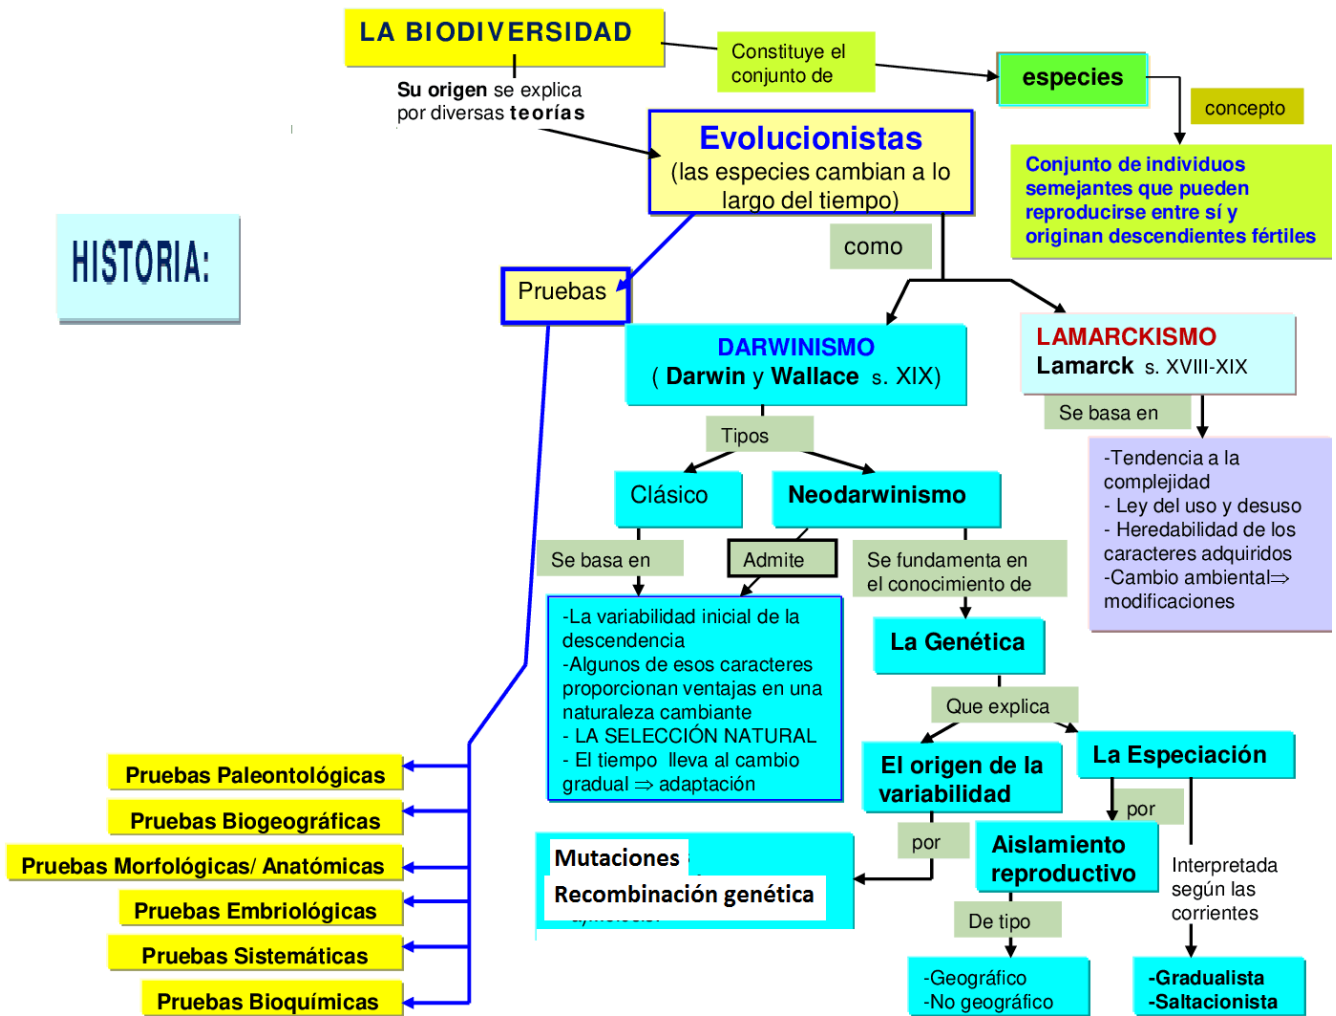 LA BIODIVERSIDAD
Constituye el
conjunto de
especies
concepto
Conjunto de individuos
semejantes que pueden
reproducirse entre sí y
originan descendientes fértiles
Su origen se explica
por diversas teorías
Evolucionistas
(las especies cambian a lo
largo del tiempo)
HISTORIA:
como
Pruebas
DARWINISMO
( Darwin y Wallace s. XIX)
LAMARCKISMO
Lamarck s. XVIII-XIX
Se basa en
-Tendencia a la
complejidad
- Ley del uso y desuso
- Heredabilidad de los
caracteres adquiridos
-Cambio ambiental⇒
modificaciones
Tipos
Clásico
Neodarwinismo
Se basa en
Admite
Se fundamenta en
el conocimiento de
-La variabilidad inicial de la
descendencia
-Algunos de esos caracteres
proporcionan ventajas en una
naturaleza cambiante
- LA SELECCIÓN NATURAL
- El tiempo lleva al cambio
gradual ⇒ adaptación
La Genética
Que explica
El origen de la
variabilidad
La Especiación
por
Mutaciones
Recombinación genética
por
Aislamiento
reproductivo
De tipo
-Geográfico
-No geográfico
Interpretada
según las
corrientes
-Gradualista
-Saltacionista
Pruebas Paleontológicas
Pruebas Biogeográficas
Pruebas Morfológicas/ Anatómicas
Pruebas Embriológicas
Pruebas Sistemáticas
Pruebas Bioquímicas